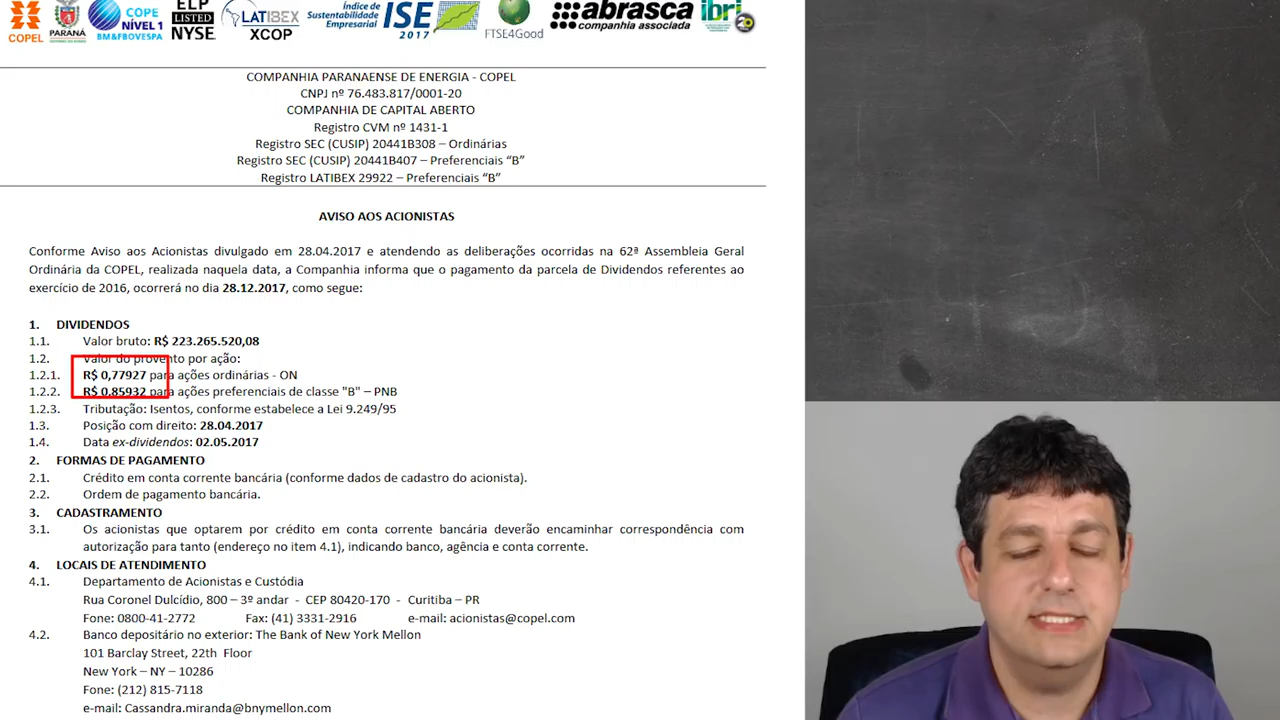 COPEL
PARANÁ
COPE
NÍVEL 1
BM&FBOVESPA
ELP
LISTED
NYSE
LATIBEX
XCOP
Índice de
Sustentabilidade
Empresarial
ISE
2017
FTSE4Good
abrasca
companhia associada
ibri
20
COMPANHIA PARANAENSE DE ENERGIA - COPEL
CNPJ nº 76.483.817/0001-20
COMPANHIA DE CAPITAL ABERTO
Registro CVM nº 1431-1
Registro SEC (CUSIP) 20441B308 – Ordinárias
Registro SEC (CUSIP) 20441B407 – Preferenciais “B”
Registro LATIBEX 29922 – Preferenciais “B”
AVISO AOS ACIONISTAS
Conforme Aviso aos Acionistas divulgado em 28.04.2017 e atendendo as deliberações ocorridas na 62ª Assembleia Geral
Ordinária da COPEL, realizada naquela data, a Companhia informa que o pagamento da parcela de Dividendos referentes ao
exercício de 2016, ocorrerá no dia 28.12.2017, como segue:
1. DIVIDENDOS
1.1. Valor bruto: R$ 223.265.520,08
1.2. Valor do provento por ação:
1.2.1. R$ 0,77927 para ações ordinárias - ON
1.2.2. R$ 0,85932 para ações preferenciais de classe "B" – PNB
1.2.3. Tributação: Isentos, conforme estabelece a Lei 9.249/95
1.3. Posição com direito: 28.04.2017
1.4. Data ex-dividendos: 02.05.2017
2. FORMAS DE PAGAMENTO
2.1. Crédito em conta corrente bancária (conforme dados de cadastro do acionista).
2.2. Ordem de pagamento bancária.
3. CADASTRAMENTO
3.1. Os acionistas que optarem por crédito em conta corrente bancária deverão encaminhar correspondência com
autorização para tanto (endereço no item 4.1), indicando banco, agência e conta corrente.
4. LOCAIS DE ATENDIMENTO
4.1. Departamento de Acionistas e Custódia
Rua Coronel Dulcídio, 800 – 3º andar - CEP 80420-170 - Curitiba – PR
Fone: 0800-41-2772 Fax: (41) 3331-2916 e-mail: acionistas@copel.com
4.2. Banco depositário no exterior: The Bank of New York Mellon
101 Barclay Street, 22th Floor
New York – NY – 10286
Fone: (212) 815-7118
e-mail: Cassandra.miranda@bnymellon.com